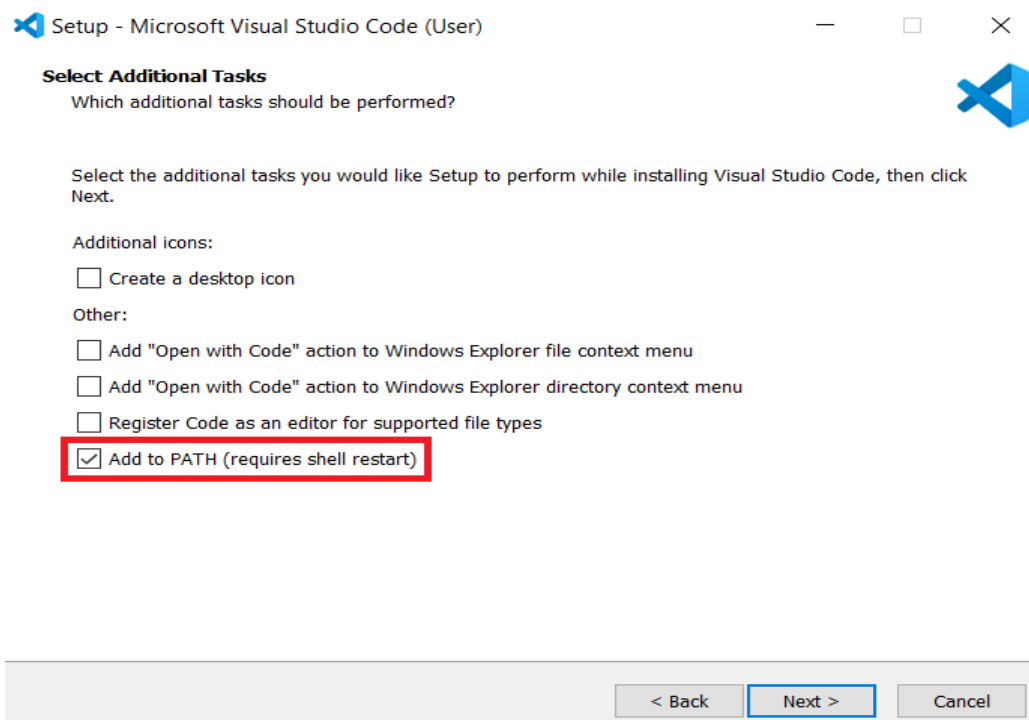 Setup - Microsoft Visual Studio Code (User)
Select Additional Tasks
Which additional tasks should be performed?
Select the additional tasks you would like Setup to perform while installing Visual Studio Code, then click
Next.
Additional icons:
Create a desktop icon
Other:
Add "Open with Code" action to Windows Explorer file context menu
Add "Open with Code" action to Windows Explorer directory context menu
Register Code as an editor for supported file types
Add to PATH (requires shell restart)
< Back Next > Cancel